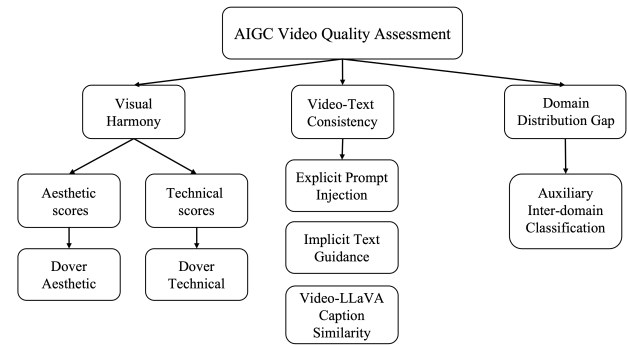 AIGC Video Quality Assessment
Visual
Harmony
Video-Text
Consistency
Domain
Distribution Gap
Aesthetic
scores
Technical
scores
Explicit Prompt
Injection
Auxiliary
Inter-domain
Classification
Implicit Text
Guidance
Dover
Aesthetic
Dover
Technical
Video-LLaVA
Caption
Similarity